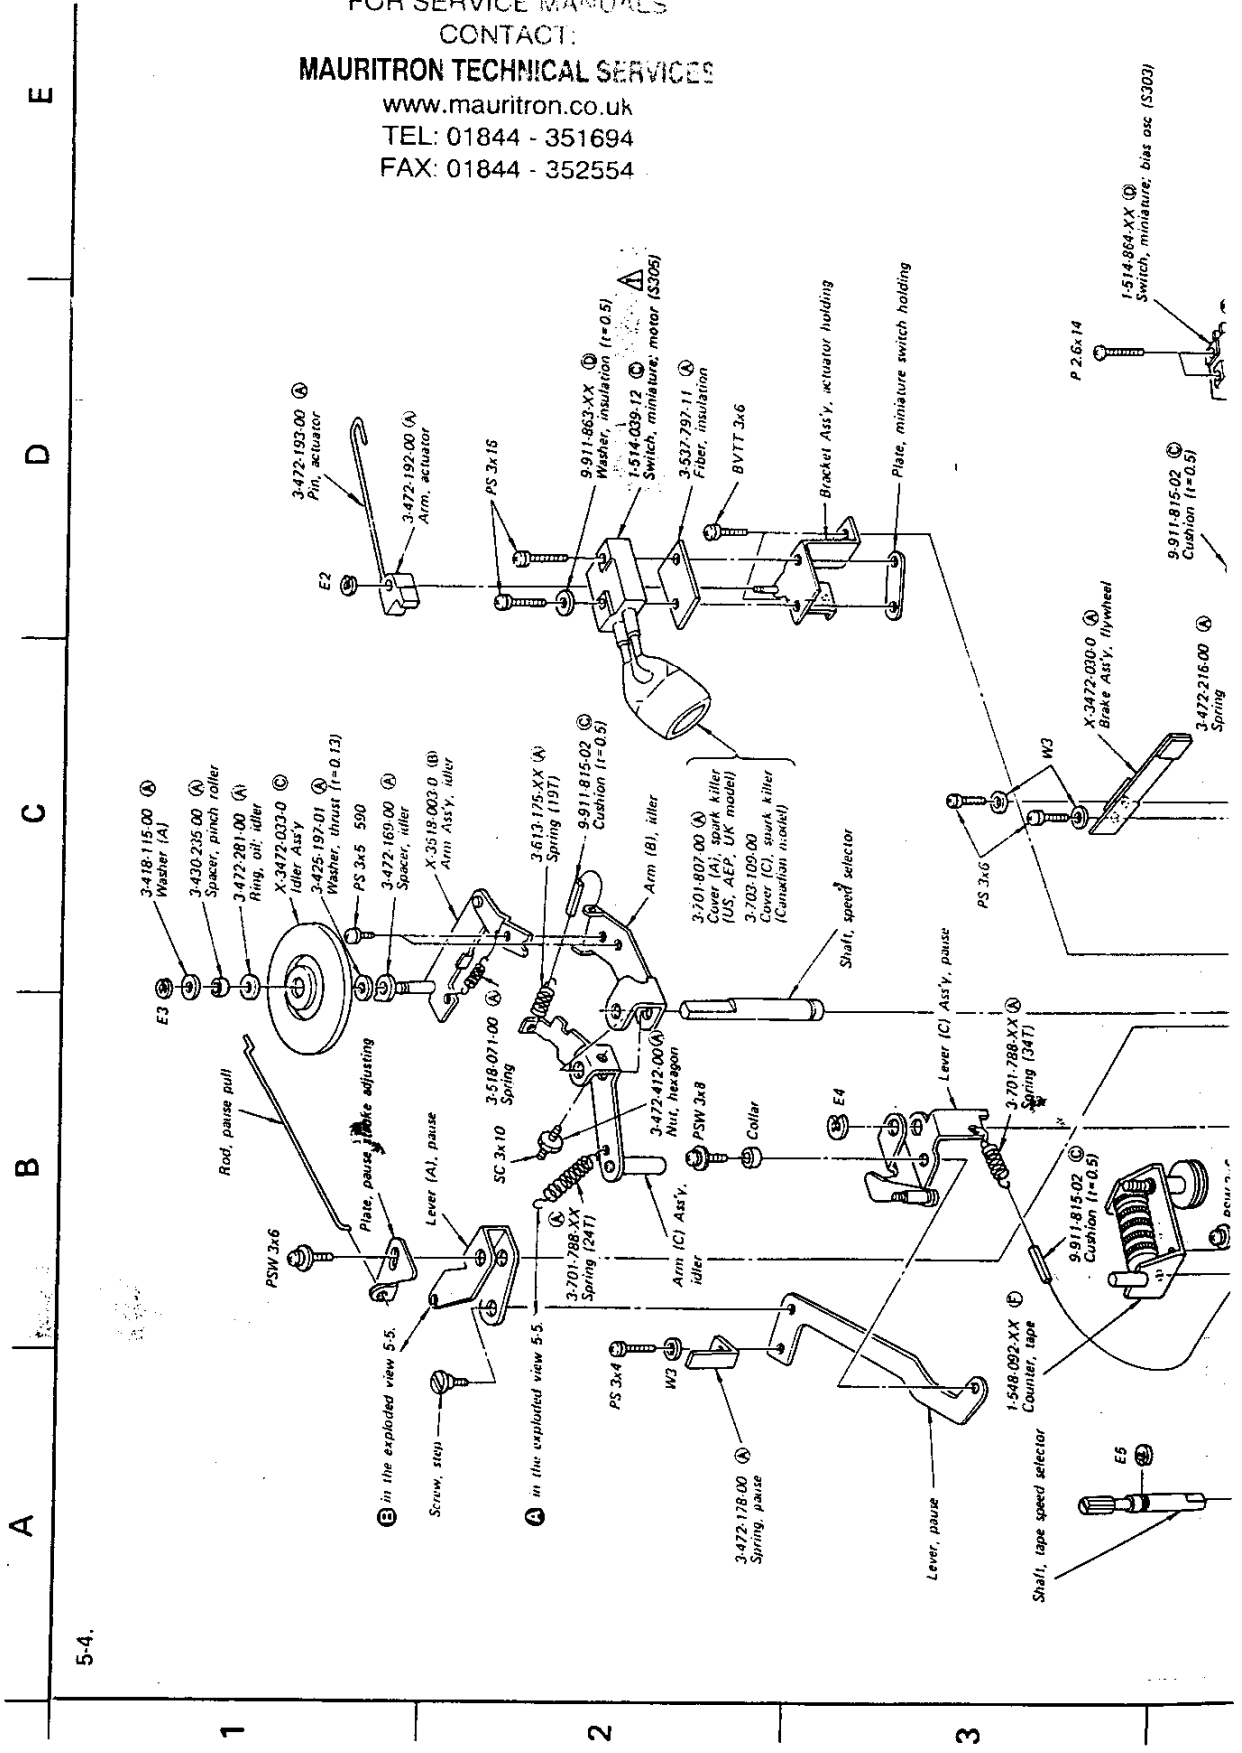 FOR SERVICE MANUALS
CONTACT:
MAURITRON TECHNICAL SERVICES
www.mauritron.co.uk
TEL: 01844 - 351694
FAX: 01844 - 352554
5-4.
A
B
C
D
E
1
2
3
E3
3-418-115-00 Ⓐ
Washer (A)
3-430-235-00 Ⓐ
Spacer, pinch roller
3-472-281-00 Ⓐ
Ring, oil; idler
X-3472-033-0 Ⓒ
Idler Ass'y
3-425-197-01 Ⓐ
Washer, thrust (t=0.13)
PS 3x5 590
3-472-169-00 Ⓐ
Spacer, idler
X-3518-003-0 Ⓑ
Arm Ass'y, idler
3-613-175-XX Ⓐ
Spring (19T)
9-911-815-02 Ⓒ
Cushion (t=0.5)
Arm (B), idler
3-701-807-00 Ⓐ
Cover (A), spark killer
(US, AEP, UK model)
3-703-109-00
Cover (C), spark killer
(Canadian model)
Shaft, speed selector
Rod, pause pull
PSW 3x6
Plate, pause stroke adjusting
Lever (A), pause
Ⓑ in the exploded view 5-5.
Screw, step
3-518-071-00 Ⓐ
Spring
SC 3x10
3-472-412-00 Ⓐ
Nut, hexagon
Ⓐ
3-701-788-XX
Spring (24T)
Ⓐ in the exploded view 5-5.
Arm (C) Ass'y,
idler
PSW 3x8
Collar
PS 3x4
W3
3-472-178-00 Ⓐ
Spring, pause
Lever, pause
E4
Lever (C) Ass'y, pause
3-701-788-XX Ⓐ
Spring (34T)
9-911-815-02 Ⓒ
Cushion (t=0.5)
1-548-092-XX Ⓕ
Counter, tape
E5
Shaft, tape speed selector
3-472-193-00 Ⓐ
Pin, actuator
E2
3-472-192-00 Ⓐ
Arm, actuator
PS 3x16
9-911-863-XX Ⓓ
Washer, insulation (t=0.5)
1-514-039-12 Ⓒ
Switch, miniature; motor (S305)
3-537-797-11 Ⓐ
Fiber, insulation
BVTT 3x6
Bracket Ass'y, actuator holding
Plate, miniature switch holding
PS 3x6
W3
X-3472-030-0 Ⓐ
Brake Ass'y, flywheel
3-472-216-00 Ⓐ
Spring
9-911-815-02 Ⓒ
Cushion (t=0.5)
P 2.6x14
1-514-864-XX Ⓓ
Switch, miniature; bias osc (S303)